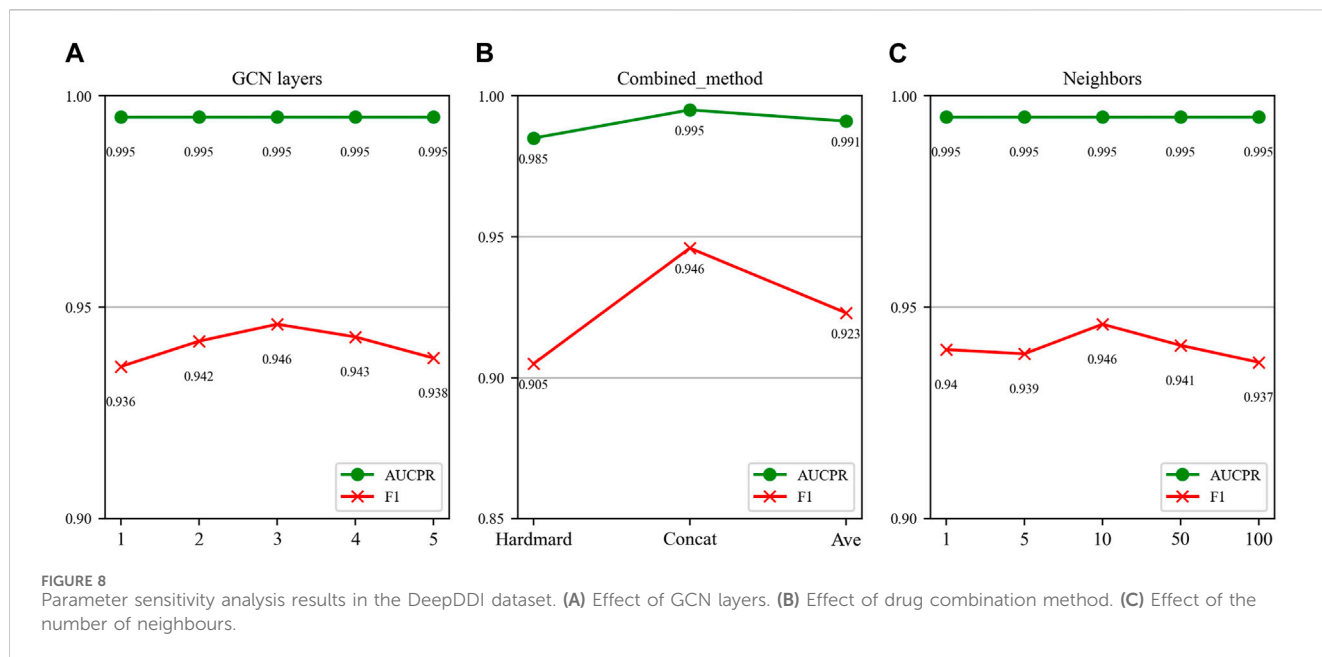 A
GCN layers
1.00
0.95
0.90
0.995 0.995 0.995 0.995 0.995
0.936 0.942 0.946 0.943 0.938
AUCPR
F1
1 2 3 4 5
B
Combined_method
1.00
0.95
0.90
0.85
0.985 0.995 0.991
0.905 0.946 0.923
AUCPR
F1
Hardmard Concat Ave
C
Neighbors
1.00
0.95
0.90
0.995 0.995 0.995 0.995 0.995
0.94 0.939 0.946 0.941 0.937
AUCPR
F1
1 5 10 50 100
FIGURE 8
Parameter sensitivity analysis results in the DeepDDI dataset. (A) Effect of GCN layers. (B) Effect of drug combination method. (C) Effect of the
number of neighbours.